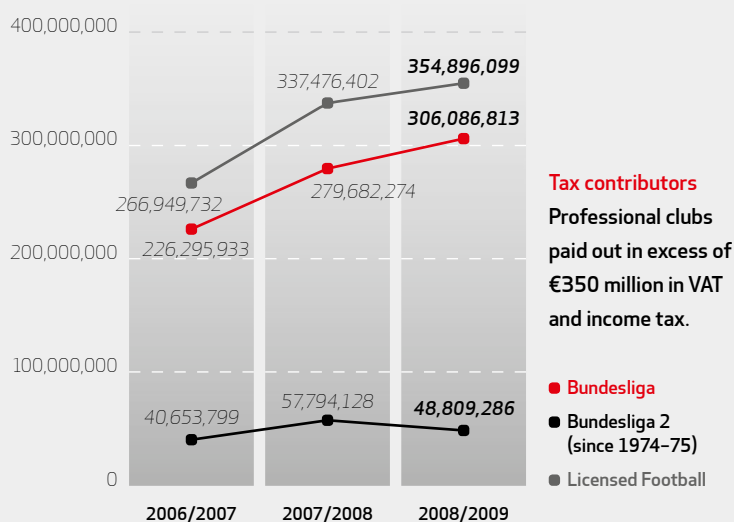 400,000,000
354,896,099
337,476,402
306,086,813
300,000,000
279,682,274
266,949,732
226,295,933
200,000,000
100,000,000
57,794,128
48,809,286
40,653,799
0
2006/2007
2007/2008
2008/2009
Tax contributors
Professional clubs
paid out in excess of
€350 million in VAT
and income tax.
Bundesliga
Bundesliga 2
(since 1974–75)
Licensed Football